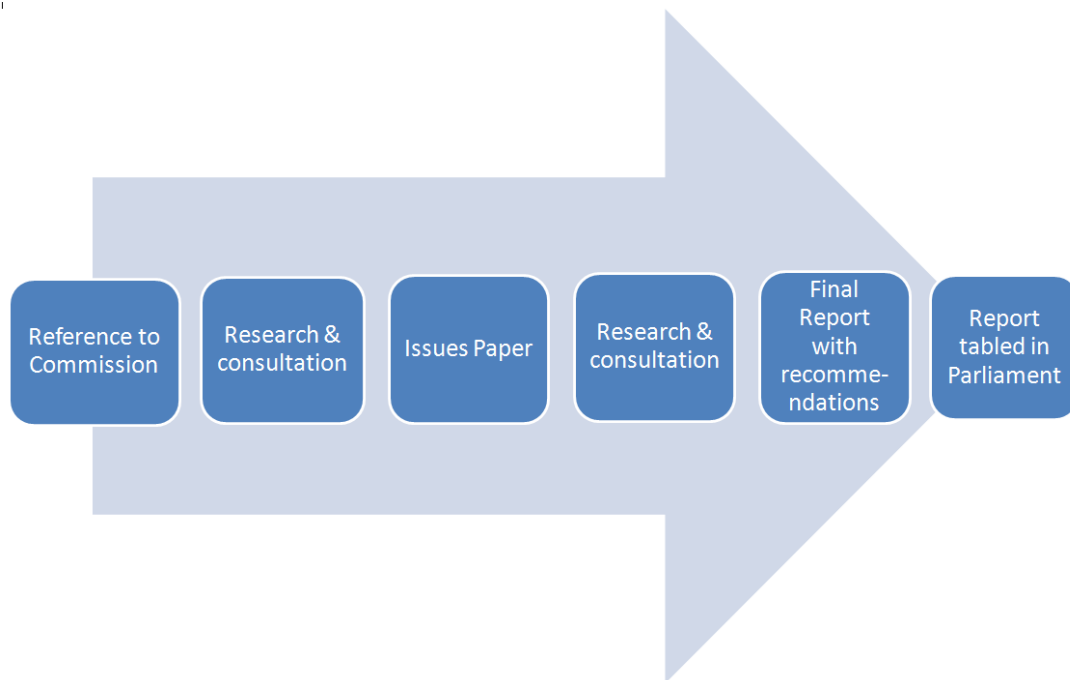 Reference to
Commission
Research &
consultation
Issues Paper
Research &
consultation
Final
Report
with
recomme-
ndations
Report
tabled in
Parliament